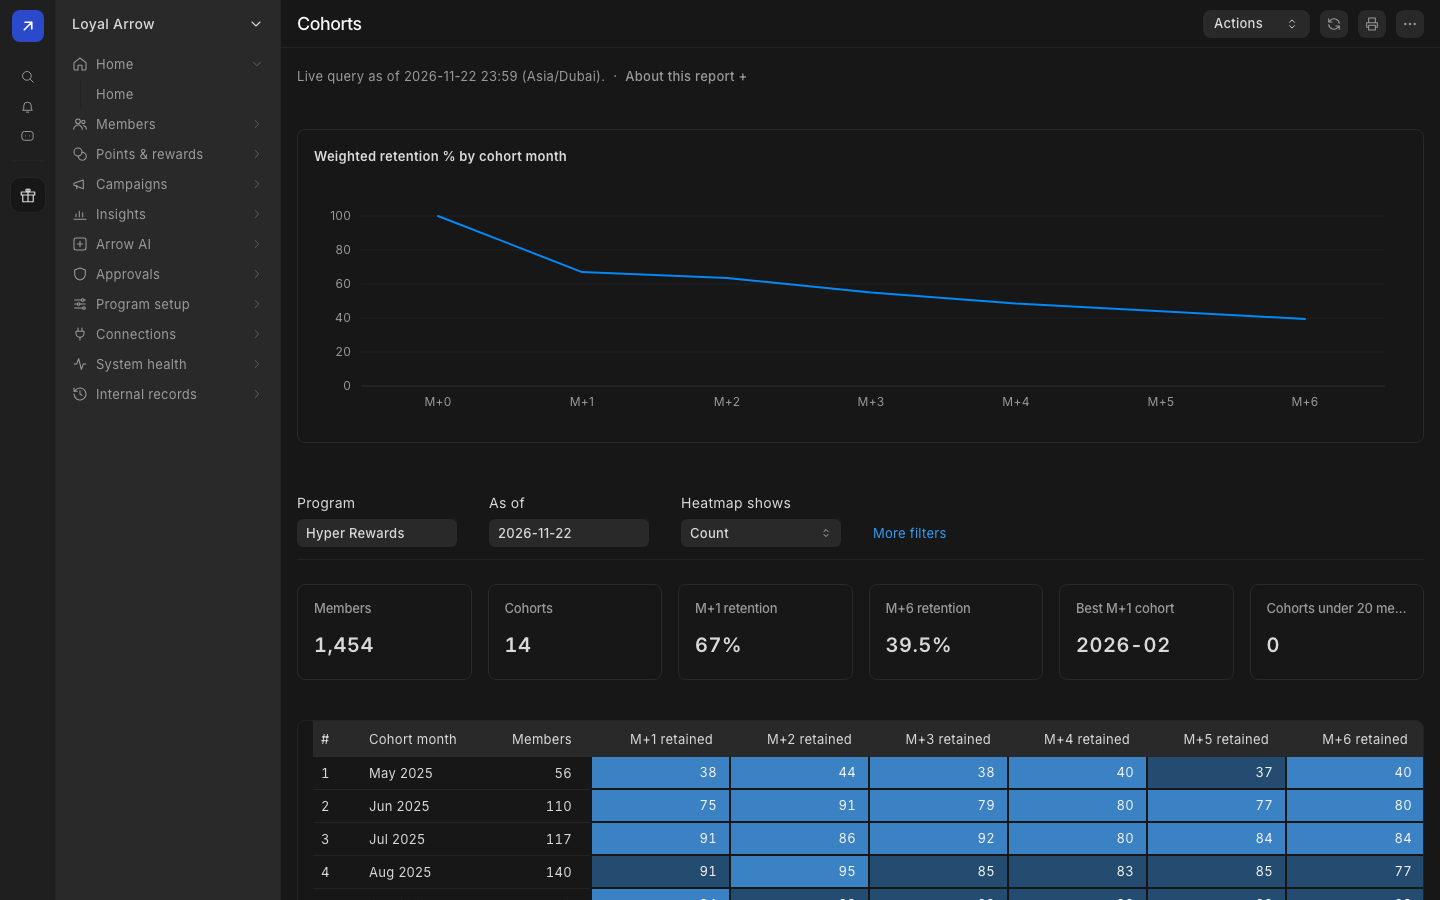 Loyal Arrow
Home
Home
Members
Points & rewards
Campaigns
Insights
Arrow AI
Approvals
Program setup
Connections
System health
Internal records
Cohorts
Actions
Live query as of 2026-11-22 23:59 (Asia/Dubai). · About this report +
Weighted retention % by cohort month
100
80
60
40
20
0
M+0 M+1 M+2 M+3 M+4 M+5 M+6
Program As of Heatmap shows
Hyper Rewards 2026-11-22 Count More filters
Members Cohorts M+1 retention M+6 retention Best M+1 cohort Cohorts under 20 me...
1,454 14 67% 39.5% 2026-02 0
# Cohort month Members M+1 retained M+2 retained M+3 retained M+4 retained M+5 retained M+6 retained
1 May 2025 56 38 44 38 40 37 40
2 Jun 2025 110 75 91 79 80 77 80
3 Jul 2025 117 91 86 92 80 84 84
4 Aug 2025 140 91 95 85 83 85 77